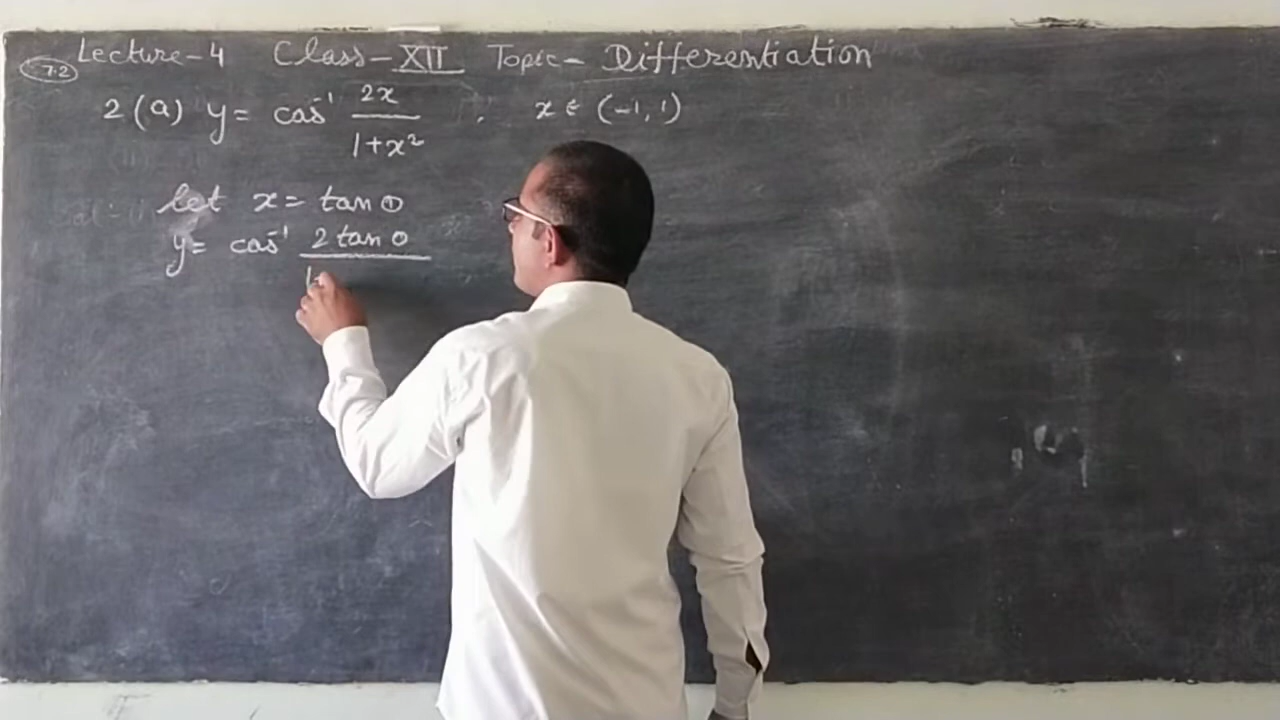 7.2 Lecture-4 Class-XII Topic- Differentiation
2(a) y = cos⁻¹ 2x / 1+x² , x ∈ (-1,1)
let x = tan θ
y = cos⁻¹ 2 tan θ / 1